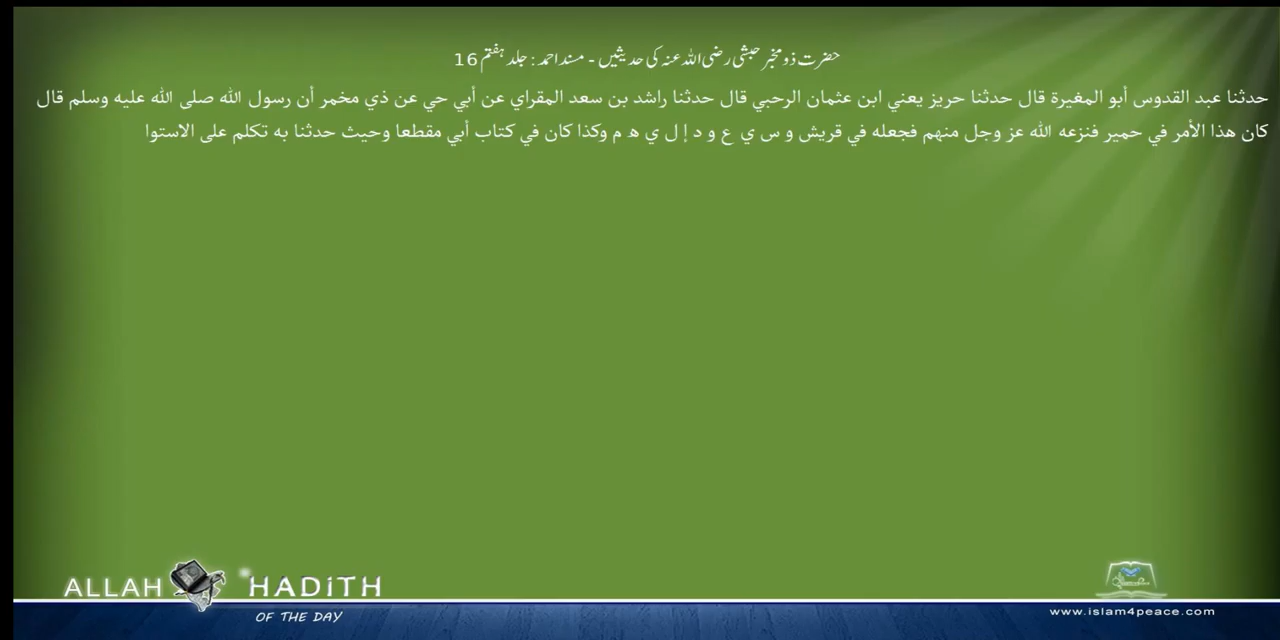 حضرت ذومخبر حبشی رضی اللہ عنہ کی حدیثیں - مسند احمد : جلد ہفتم 16
حدثنا عبد القدوس أبو المغيرة قال حدثنا حريز يعني ابن عثمان الرحبي قال حدثنا راشد بن سعد المقراي عن أبي حي عن ذي مخمر أن رسول الله صلى الله عليه وسلم قال
كان هذا الأمر في حمير فنزعه الله عز وجل منهم فجعله في قريش و س ي ع و د إ ل ي ه م وكذا كان في كتاب أبي مقطعا وحيث حدثنا به تكلم على الاستوا
ALLAH HADITH
OF THE DAY
www.islam4peace.com